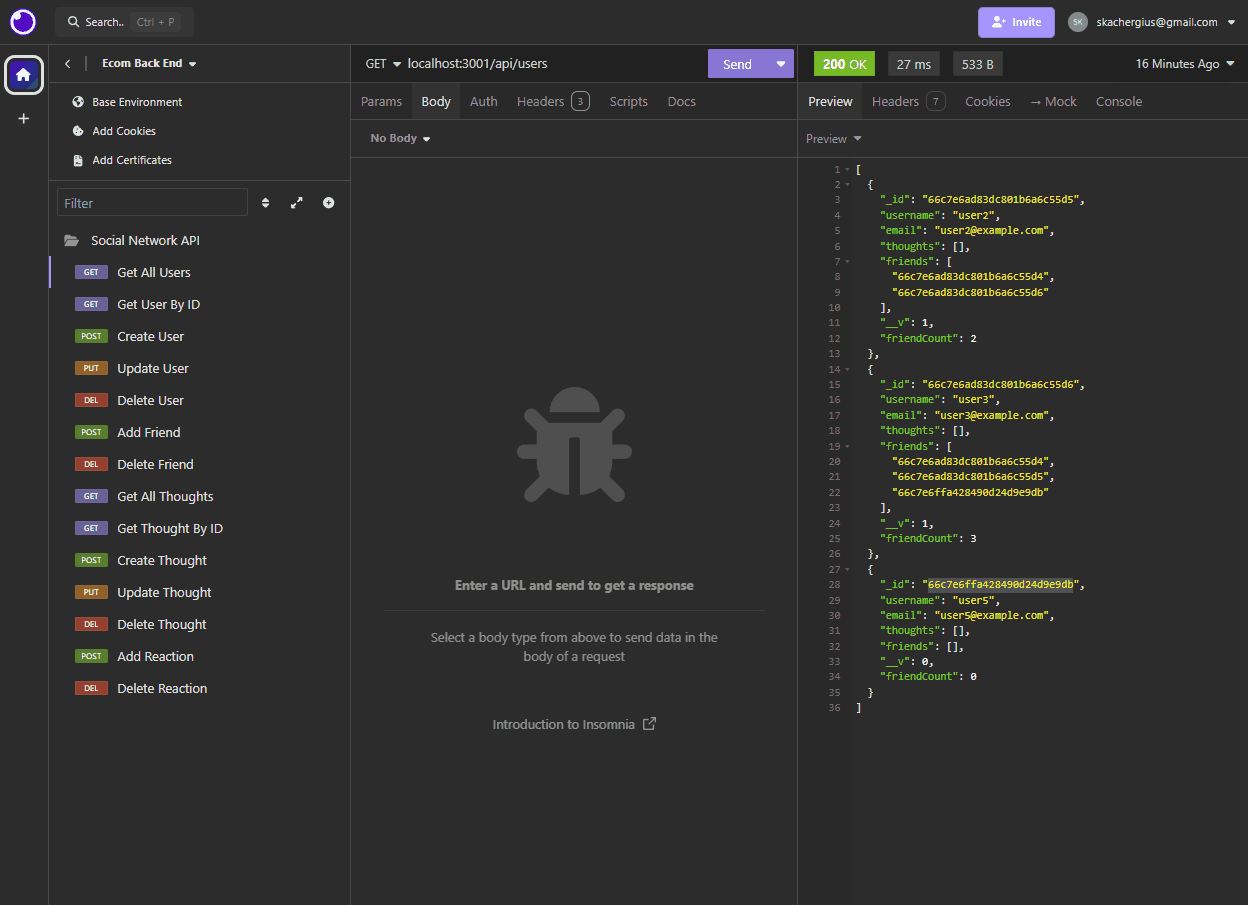 Search.. Ctrl + P
Invite
SK skachergius@gmail.com
Ecom Back End
Base Environment
Add Cookies
Add Certificates
Filter
Social Network API
GET Get All Users
GET Get User By ID
POST Create User
PUT Update User
DEL Delete User
POST Add Friend
DEL Delete Friend
GET Get All Thoughts
GET Get Thought By ID
POST Create Thought
PUT Update Thought
DEL Delete Thought
POST Add Reaction
DEL Delete Reaction
GET localhost:3001/api/users Send
Params Body Auth Headers 3 Scripts Docs
No Body
Enter a URL and send to get a response
Select a body type from above to send data in the
body of a request
Introduction to Insomnia
200 OK 27 ms 533 B 16 Minutes Ago
Preview Headers 7 Cookies → Mock Console
Preview
1 [
2 {
3 "_id": "66c7e6ad83dc801b6a6c55d5",
4 "username": "user2",
5 "email": "user2@example.com",
6 "thoughts": [],
7 "friends": [
8 "66c7e6ad83dc801b6a6c55d4",
9 "66c7e6ad83dc801b6a6c55d6"
10 ],
11 "__v": 1,
12 "friendCount": 2
13 },
14 {
15 "_id": "66c7e6ad83dc801b6a6c55d6",
16 "username": "user3",
17 "email": "user3@example.com",
18 "thoughts": [],
19 "friends": [
20 "66c7e6ad83dc801b6a6c55d4",
21 "66c7e6ad83dc801b6a6c55d5",
22 "66c7e6ffa428490d24d9e9db"
23 ],
24 "__v": 1,
25 "friendCount": 3
26 },
27 {
28 "_id": "66c7e6ffa428490d24d9e9db",
29 "username": "user5",
30 "email": "user5@example.com",
31 "thoughts": [],
32 "friends": [],
33 "__v": 0,
34 "friendCount": 0
35 }
36 ]